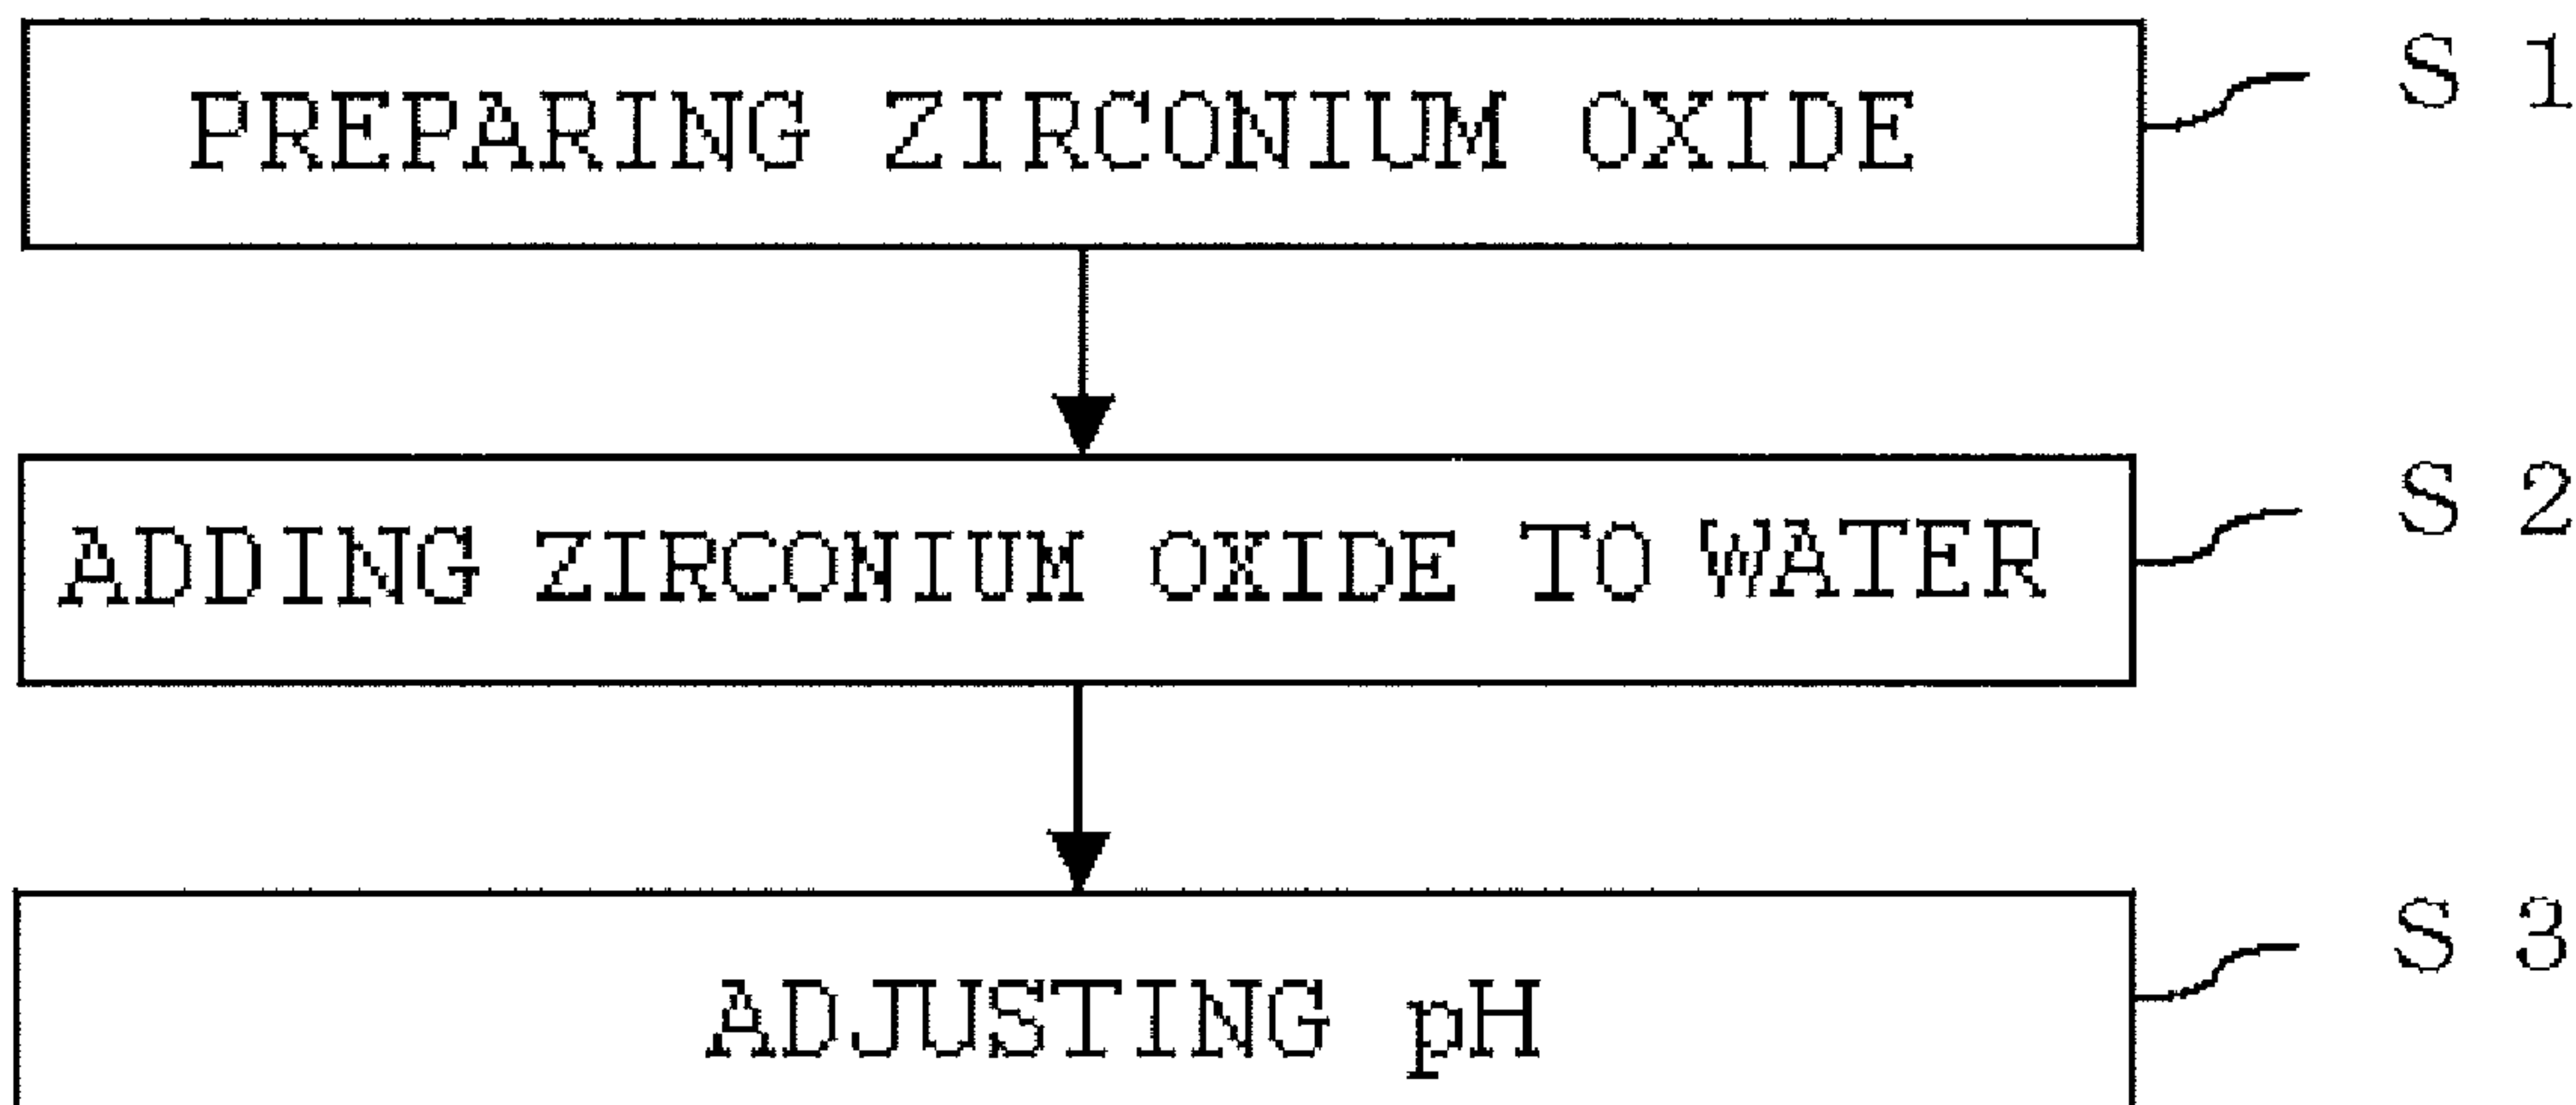 PREPARING ZIRCONIUM OXIDE S 1
ADDING ZIRCONIUM OXIDE TO WATER S 2
ADJUSTING pH S 3